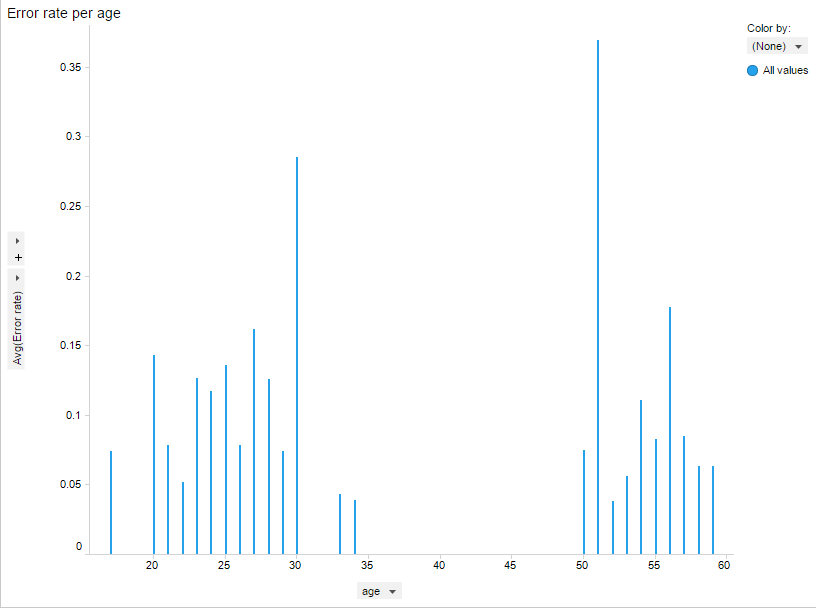 Error rate per age
Color by:
(None)
All values
0.35
0.3
0.25
0.2
0.15
0.1
0.05
0
+
Avg(Error rate)
20 25 30 35 40 45 50 55 60
age